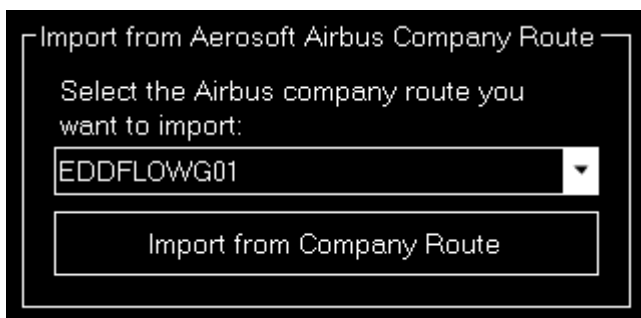 Import from Aerosoft Airbus Company Route
Select the Airbus company route you
want to import:
EDDFLOWG01
Import from Company Route